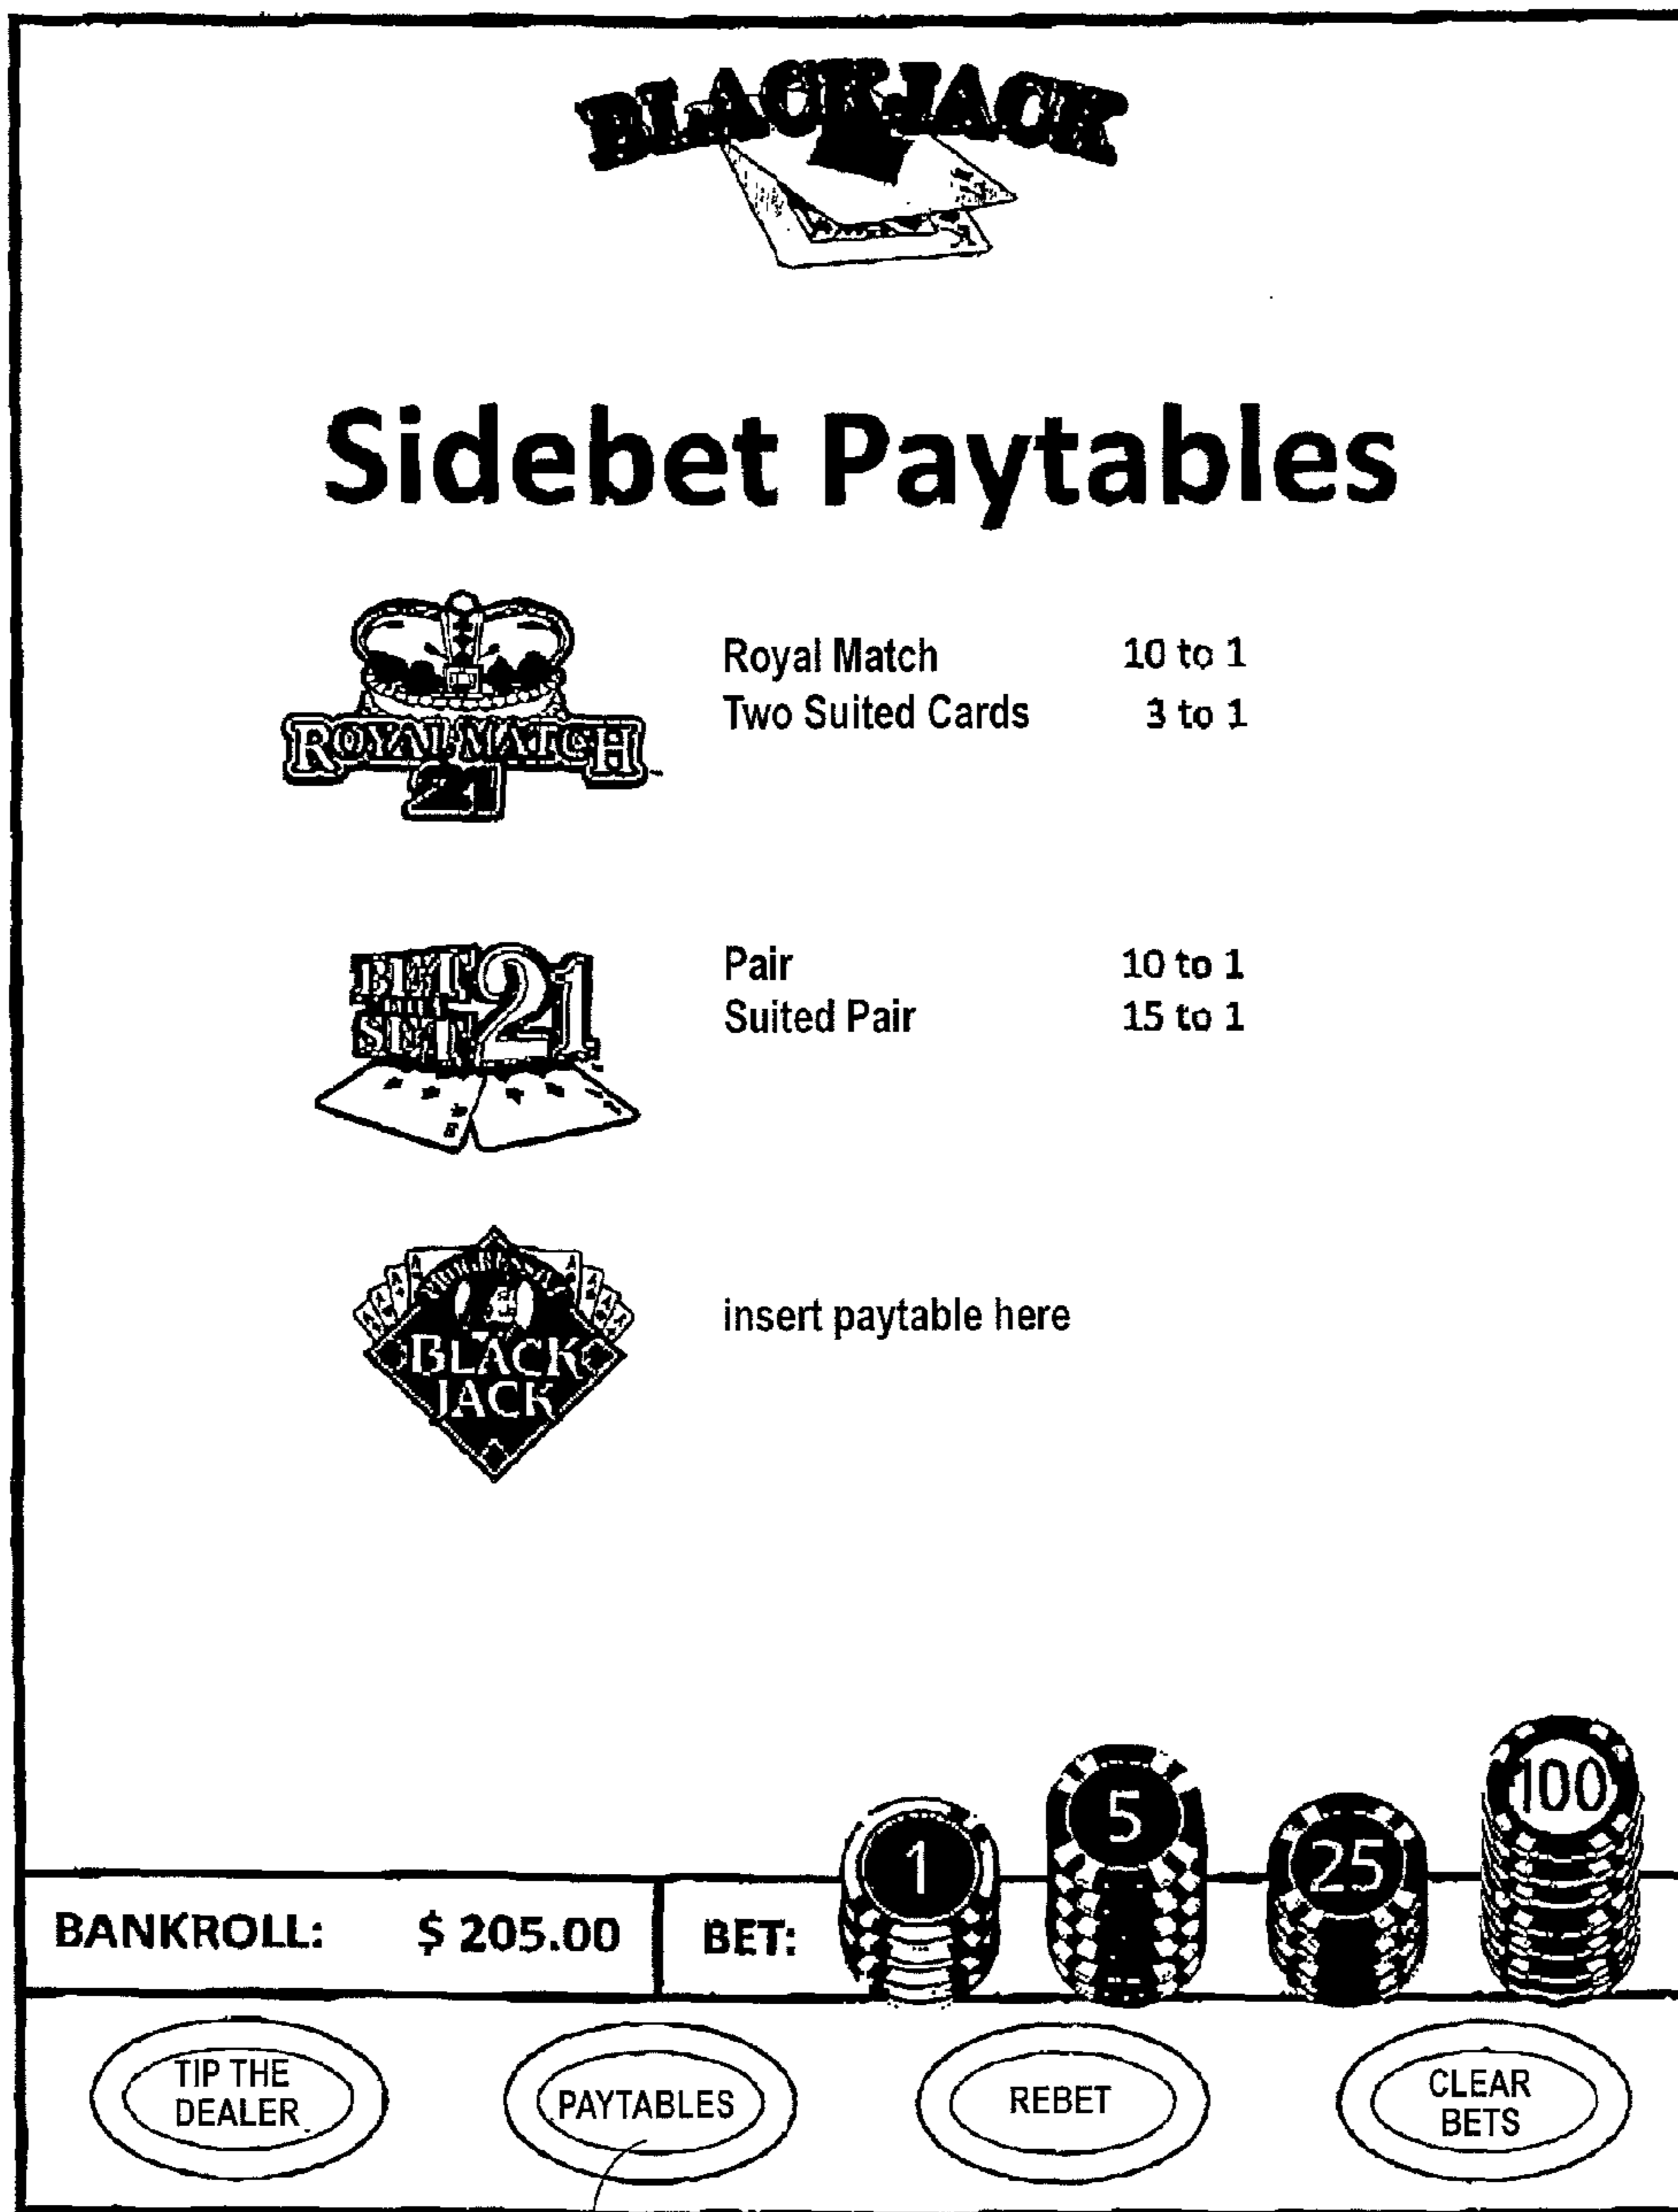 BLACKJACK
Sidebet Paytables
ROYAL MATCH
21
Royal Match 10 to 1
Two Suited Cards 3 to 1
BET
THE
SET
21
Pair 10 to 1
Suited Pair 15 to 1
BLACK
JACK
insert paytable here
1
5
25
100
BANKROLL: $ 205.00 BET:
TIP THE
DEALER
PAYTABLES
REBET
CLEAR
BETS